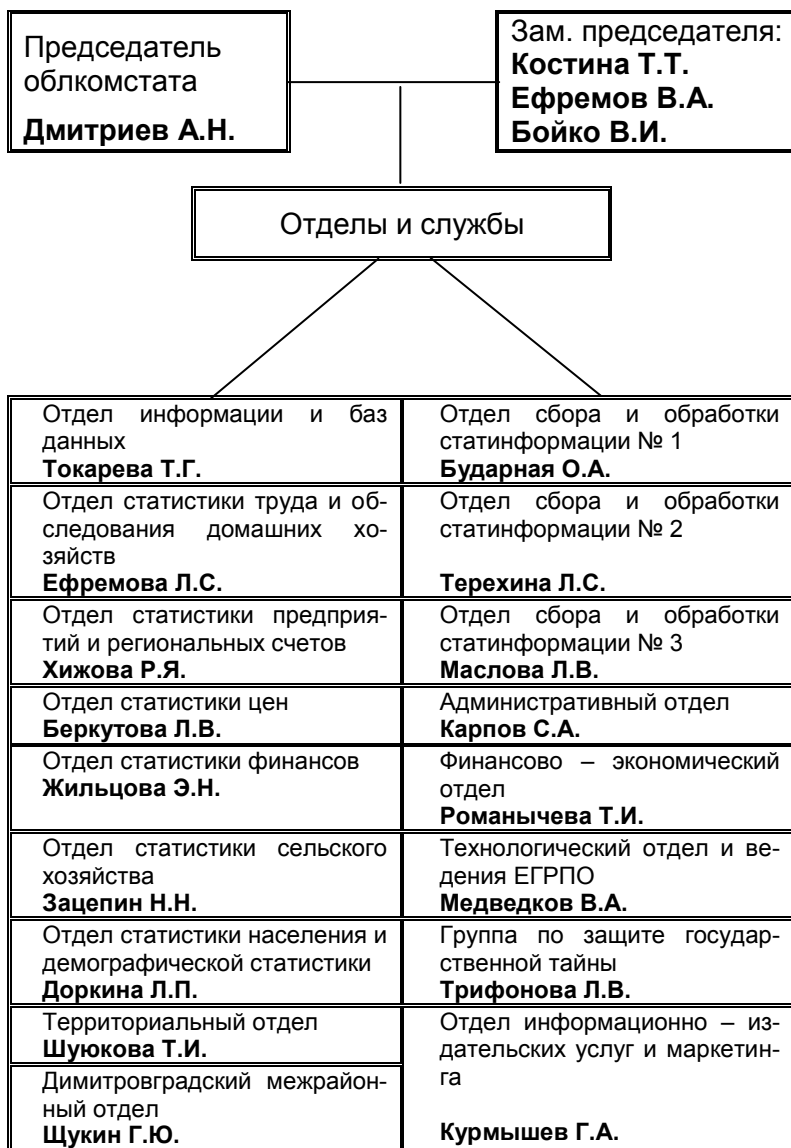 Председатель
облкомстата
Дмитриев А.Н.
Зам. председателя:
Костина Т.Т.
Ефремов В.А.
Бойко В.И.
Отделы и службы
Отдел информации и баз
данных
Токарева Т.Г.
Отдел статистики труда и об-
следования домашних хо-
зяйств
Ефремова Л.С.
Отдел статистики предприя-
тий и региональных счетов
Хижова Р.Я.
Отдел статистики цен
Беркутова Л.В.
Отдел статистики финансов
Жильцова Э.Н.
Отдел статистики сельского
хозяйства
Зацепин Н.Н.
Отдел статистики населения и
демографической статистики
Доркина Л.П.
Территориальный отдел
Шуюкова Т.И.
Димитровградский межрайон-
ный отдел
Щукин Г.Ю.
Отдел сбора и обработки
статинформации № 1
Бударная О.А.
Отдел сбора и обработки
статинформации № 2
Терехина Л.С.
Отдел сбора и обработки
статинформации № 3
Маслова Л.В.
Административный отдел
Карпов С.А.
Финансово – экономический
отдел
Романычева Т.И.
Технологический отдел и ве-
дения ЕГРПО
Медведков В.А.
Группа по защите государ-
ственной тайны
Трифонова Л.В.
Отдел информационно – из-
дательских услуг и маркетин-
га
Курмышев Г.А.